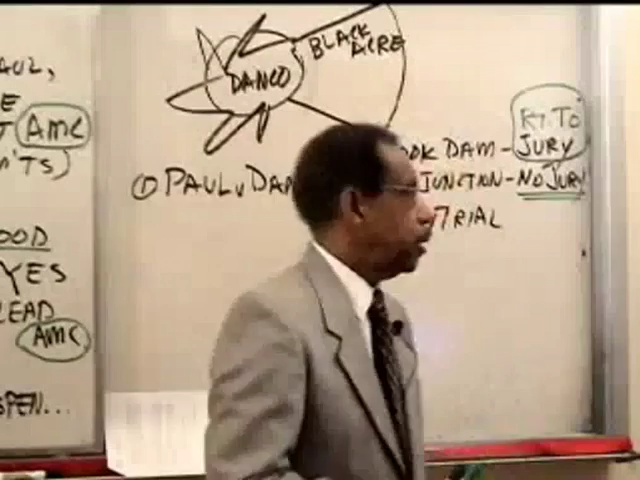 AUL,
E
T AMC
M'TS)
OOD
YES
LEAD
AMC
SPEN...
DANCO
BLACK
ACRE
① PAUL v DAN
OOK DAM - RT. TO
JURY
JUNCTION - NO JURY
TRIAL